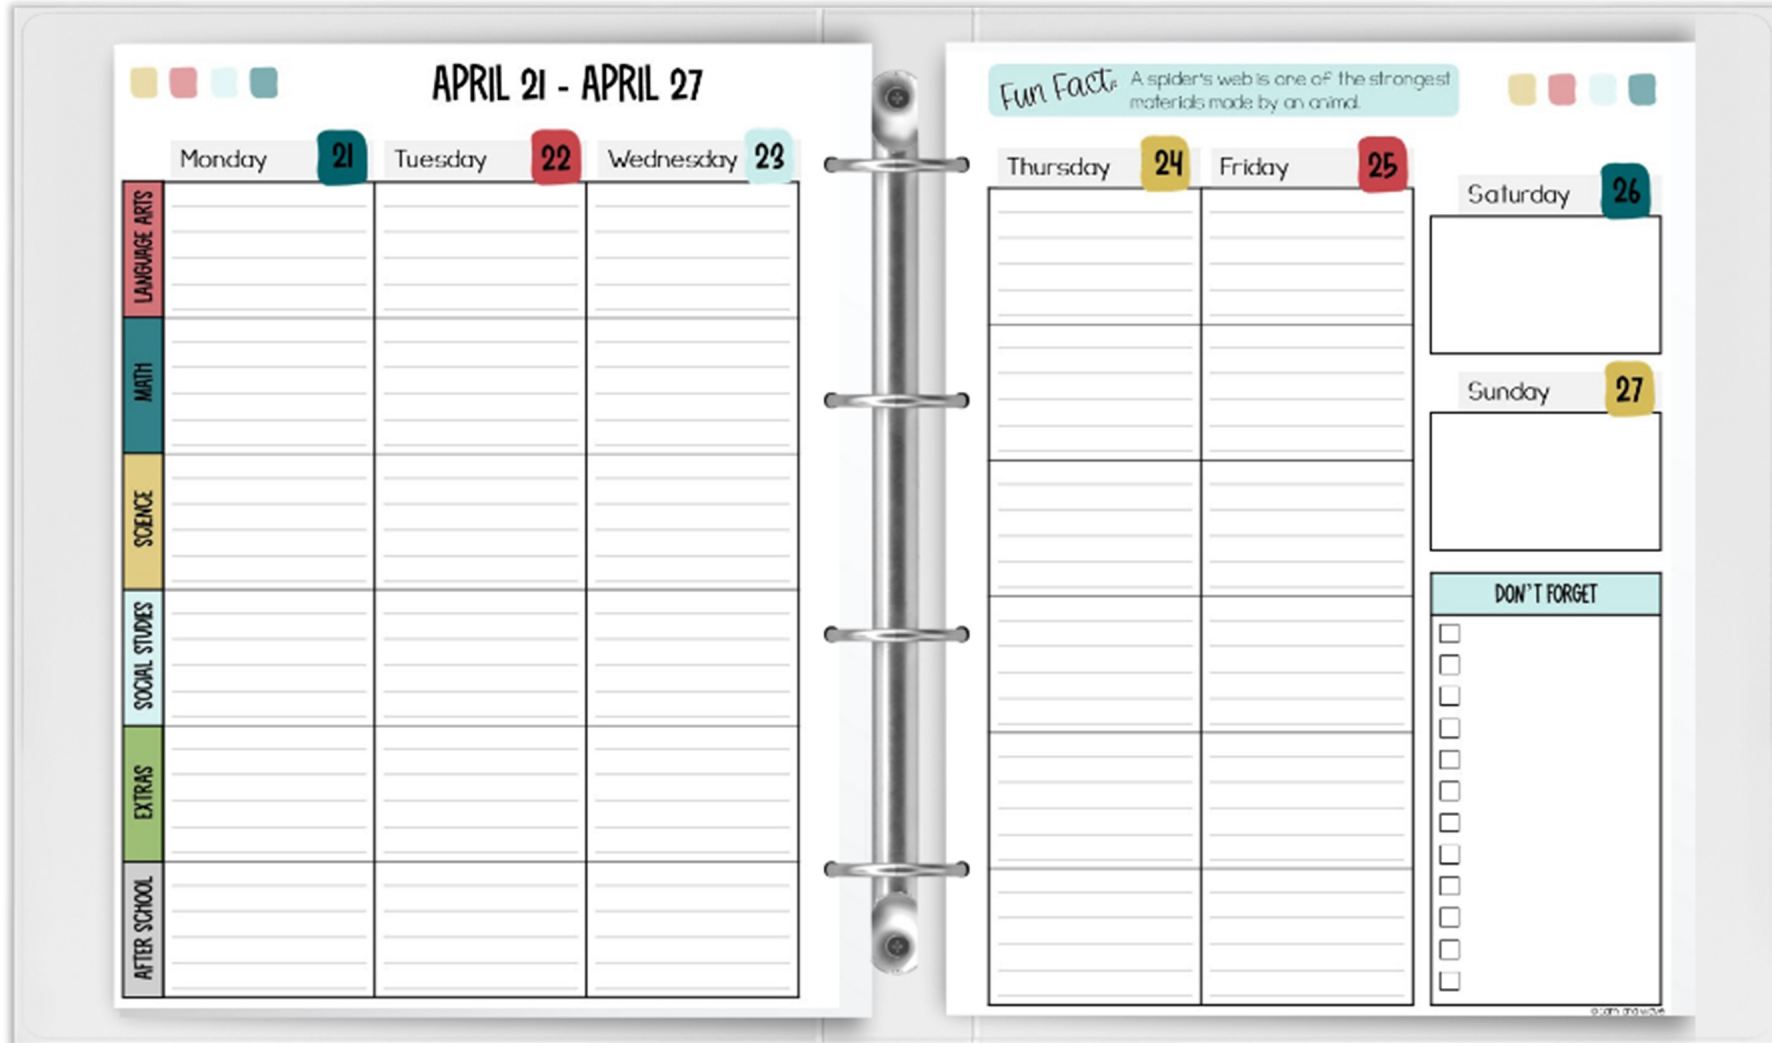 APRIL 21 - APRIL 27
Monday 21
Tuesday 22
Wednesday 23
LANGUAGE ARTS
MATH
SCIENCE
SOCIAL STUDIES
EXTRAS
AFTER SCHOOL
Fun Fact: A spider's web is one of the strongest
materials made by an animal.
Thursday 24
Friday 25
Saturday 26
Sunday 27
DON'T FORGET